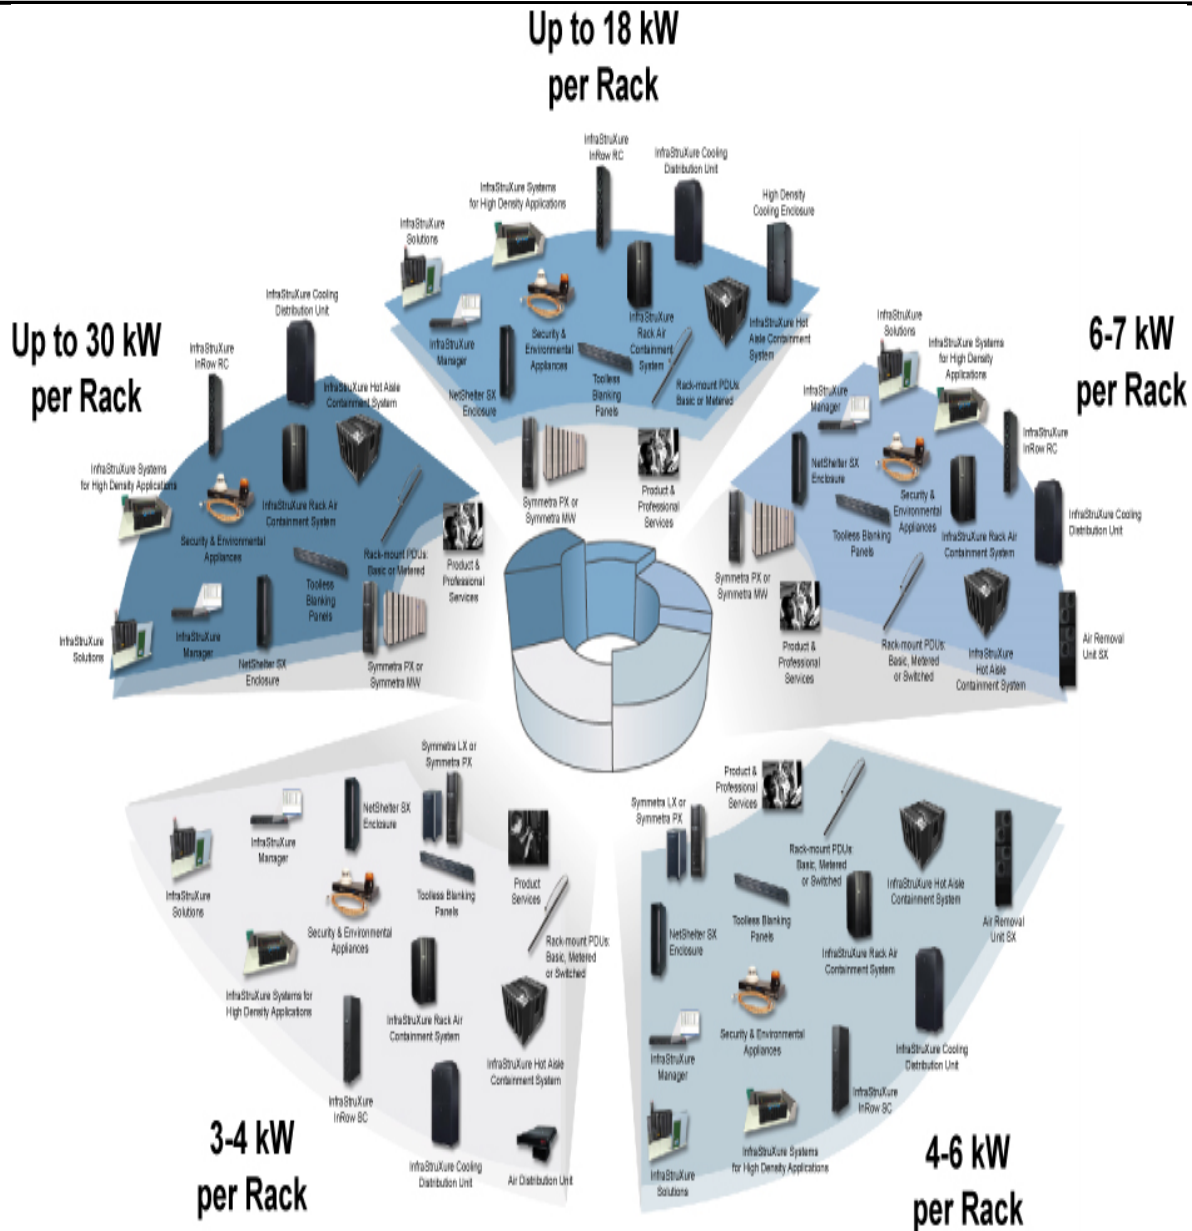 Up to 18 kW
per Rack
InfraStruXure
InRow RC
InfraStruXure Cooling
Distribution Unit
InfraStruXure Systems
for High Density Applications
High Density
Cooling Enclosure
InfraStruXure
Solutions
InfraStruXure
Manager
Security &
Environmental
Appliances
InfraStruXure
Rack Air
Containment
System
InfraStruXure Hot
Aisle Containment
System
NetShelter SX
Enclosure
Toolless
Blanking
Panels
Rack-mount PDUs:
Basic or Metered
Symmetra PX or
Symmetra MW
Product &
Professional
Services
Up to 30 kW
per Rack
InfraStruXure Cooling
Distribution Unit
InfraStruXure
InRow RC
InfraStruXure Hot Aisle
Containment System
InfraStruXure Systems
for High Density Applications
InfraStruXure Rack Air
Containment System
Security & Environmental
Appliances
Rack-mount PDUs:
Basic or Metered
Product &
Professional
Services
Toolless
Blanking
Panels
InfraStruXure
Solutions
InfraStruXure
Manager
NetShelter SX
Enclosure
Symmetra PX or
Symmetra MW
6-7 kW
per Rack
InfraStruXure
Solutions
InfraStruXure Systems
for High Density
Applications
InfraStruXure
Manager
InfraStruXure
InRow RC
NetShelter SX
Enclosure
Security &
Environmental
Appliances
Toolless Blanking
Panels
InfraStruXure Rack Air
Containment System
InfraStruXure Cooling
Distribution Unit
Symmetra PX or
Symmetra MW
Product &
Professional
Services
Rack-mount PDUs:
Basic, Metered
or Switched
InfraStruXure
Hot Aisle
Containment System
Air Removal
Unit SX
Symmetra LX or
Symmetra PX
NetShelter SX
Enclosure
InfraStruXure
Manager
InfraStruXure
Solutions
Toolless Blanking
Panels
Product
Services
Security & Environmental
Appliances
Rack-mount PDUs:
Basic, Metered
or Switched
InfraStruXure Systems for
High Density Applications
InfraStruXure Rack Air
Containment System
InfraStruXure Hot Aisle
Containment System
InfraStruXure
InRow SC
InfraStruXure Cooling
Distribution Unit
Air Distribution Unit
3-4 kW
per Rack
Product &
Professional
Services
Symmetra LX or
Symmetra PX
Rack-mount PDUs:
Basic, Metered
or Switched
InfraStruXure Hot Aisle
Containment System
Air Removal
Unit SX
Toolless Blanking
Panels
NetShelter SX
Enclosure
InfraStruXure Rack Air
Containment System
Security & Environmental
Appliances
InfraStruXure
Manager
InfraStruXure Cooling
Distribution Unit
InfraStruXure
InRow SC
InfraStruXure Systems
for High Density Applications
InfraStruXure
Solutions
4-6 kW
per Rack